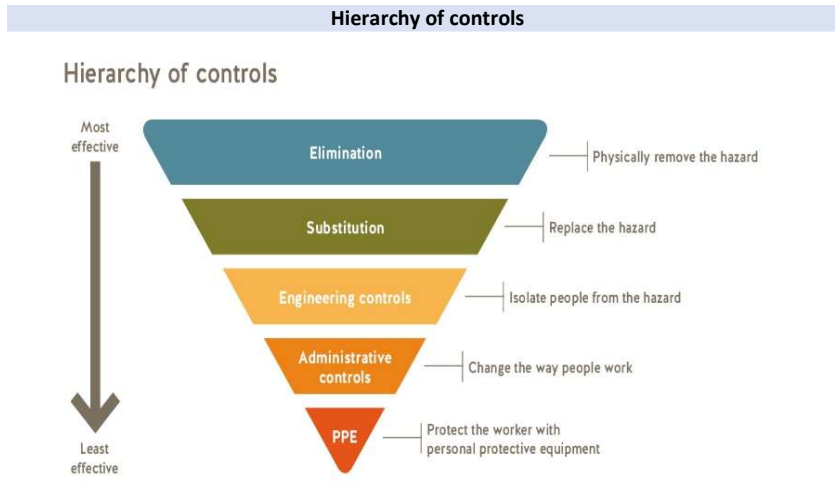 Hierarchy of controls
Hierarchy of controls
Most
effective
Elimination
Physically remove the hazard
Substitution
Replace the hazard
Engineering controls
Isolate people from the hazard
Administrative
controls
Change the way people work
PPE
Protect the worker with
personal protective equipment
Least
effective